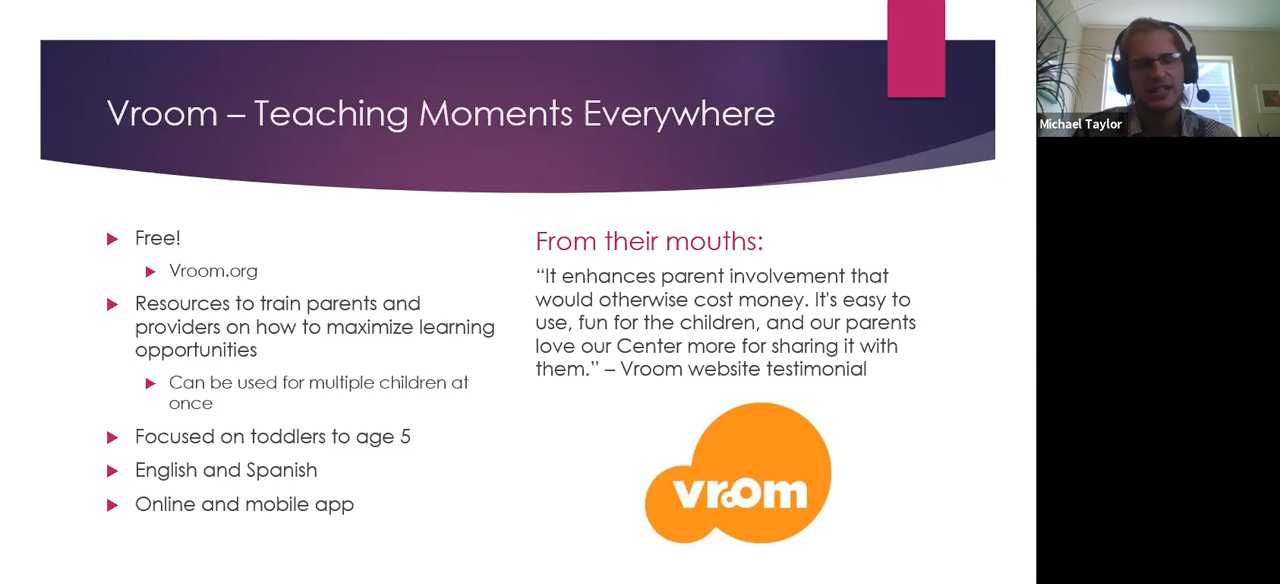 Vroom – Teaching Moments Everywhere
Free!
Vroom.org
Resources to train parents and
providers on how to maximize learning
opportunities
Can be used for multiple children at
once
Focused on toddlers to age 5
English and Spanish
Online and mobile app
From their mouths:
“It enhances parent involvement that
would otherwise cost money. It's easy to
use, fun for the children, and our parents
love our Center more for sharing it with
them.” – Vroom website testimonial
vroom
Michael Taylor